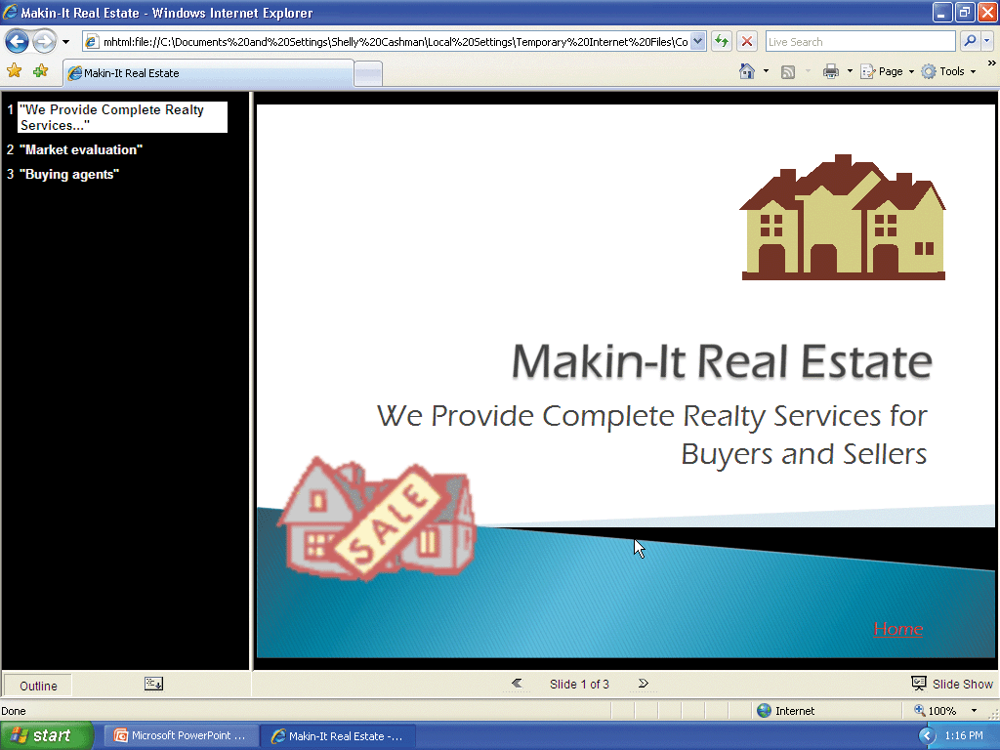 Makin-It Real Estate - Windows Internet Explorer
mhtml:file://C:\Documents%20and%20Settings\Shelly%20Cashman\Local%20Settings\Temporary%20Internet%20Files\Co
Live Search
Makin-It Real Estate
Page
Tools
1 "We Provide Complete Realty
Services..."
2 "Market evaluation"
3 "Buying agents"
Makin-It Real Estate
We Provide Complete Realty Services for
Buyers and Sellers
SALE
Home
Outline
Slide 1 of 3
Slide Show
Done
Internet
100%
start
Microsoft PowerPoint ...
Makin-It Real Estate -...
1:16 PM